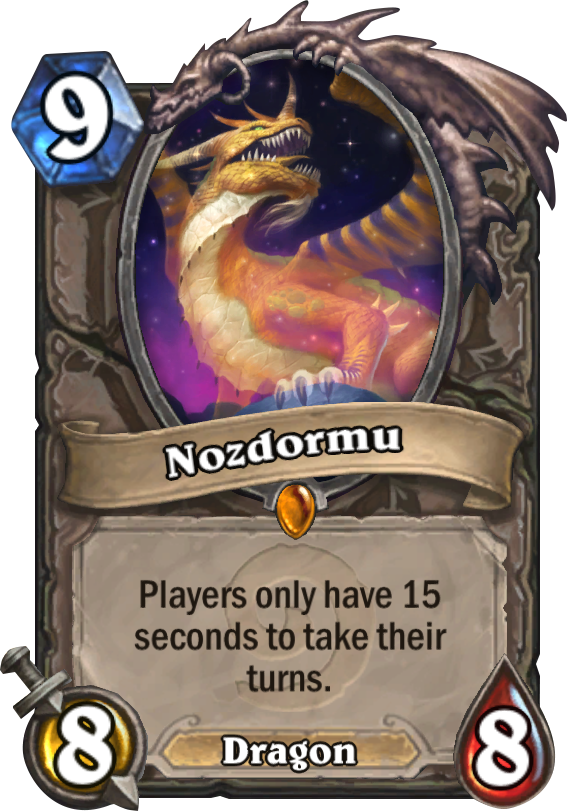 9
Nozdormu
Players only have 15
seconds to take their
turns.
8
Dragon
8